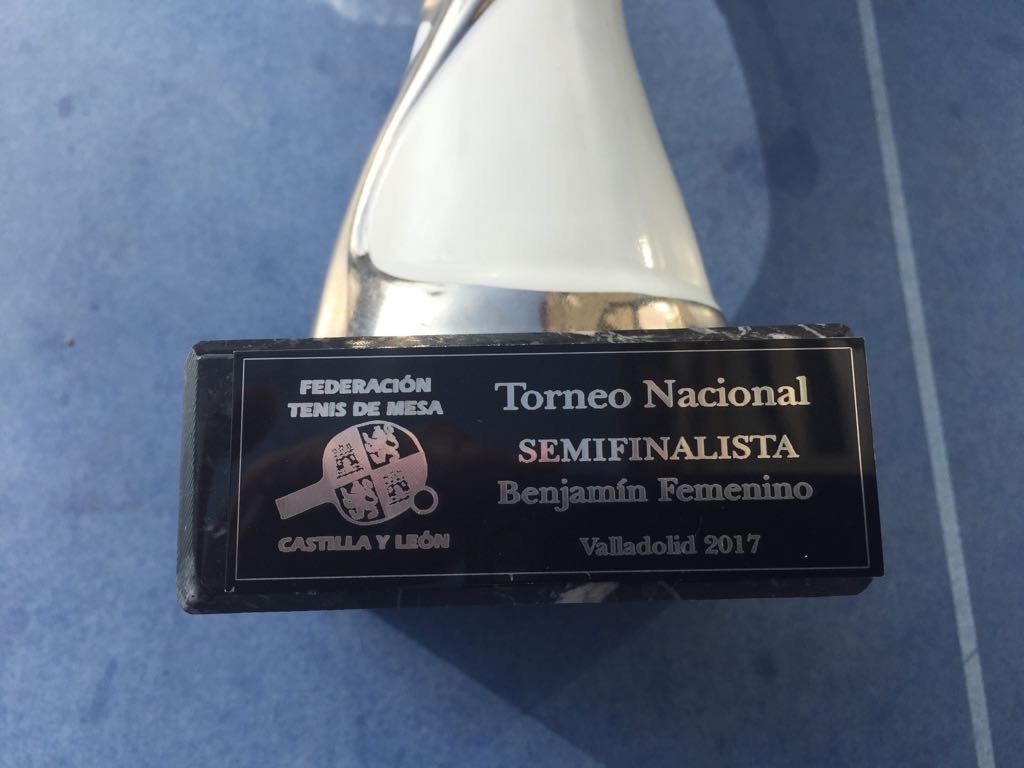 FEDERACIÓN
TENIS DE MESA
CASTILLA Y LEÓN
Torneo Nacional
SEMIFINALISTA
Benjamín Femenino
Valladolid 2017